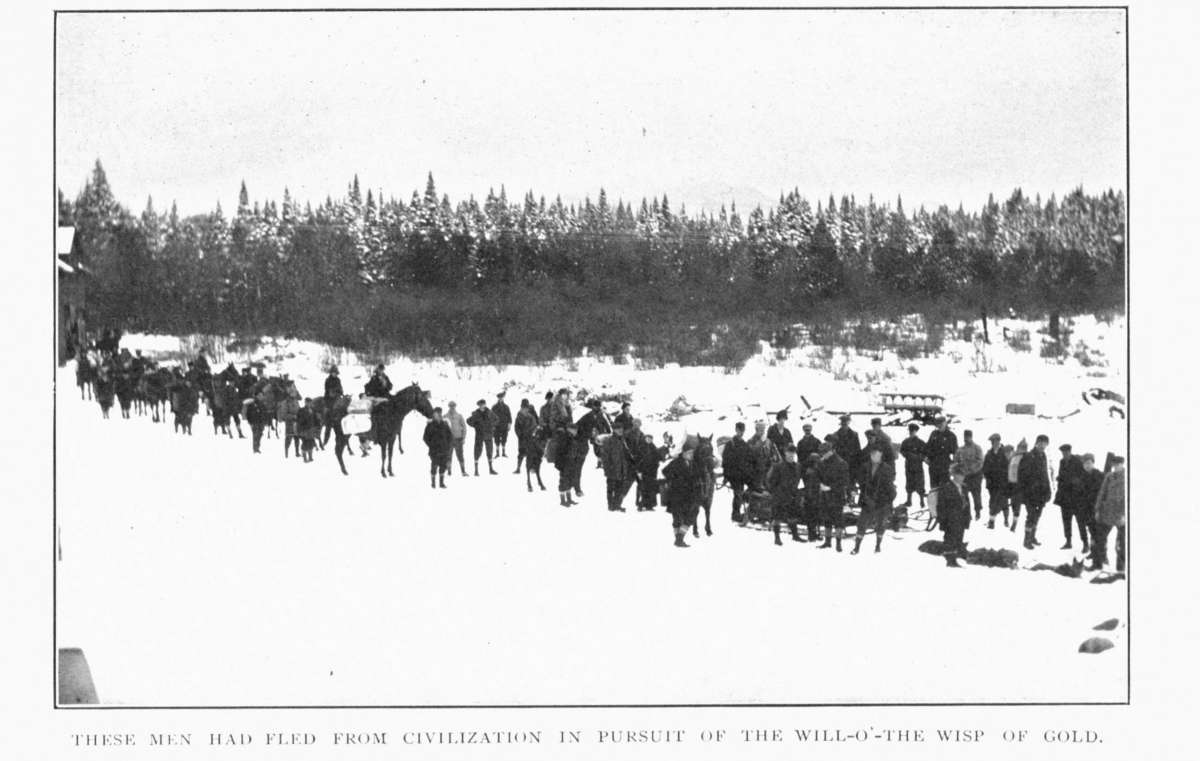 THESE MEN HAD FLED FROM CIVILIZATION IN PURSUIT OF THE WILL-O'-THE WISP OF GOLD.